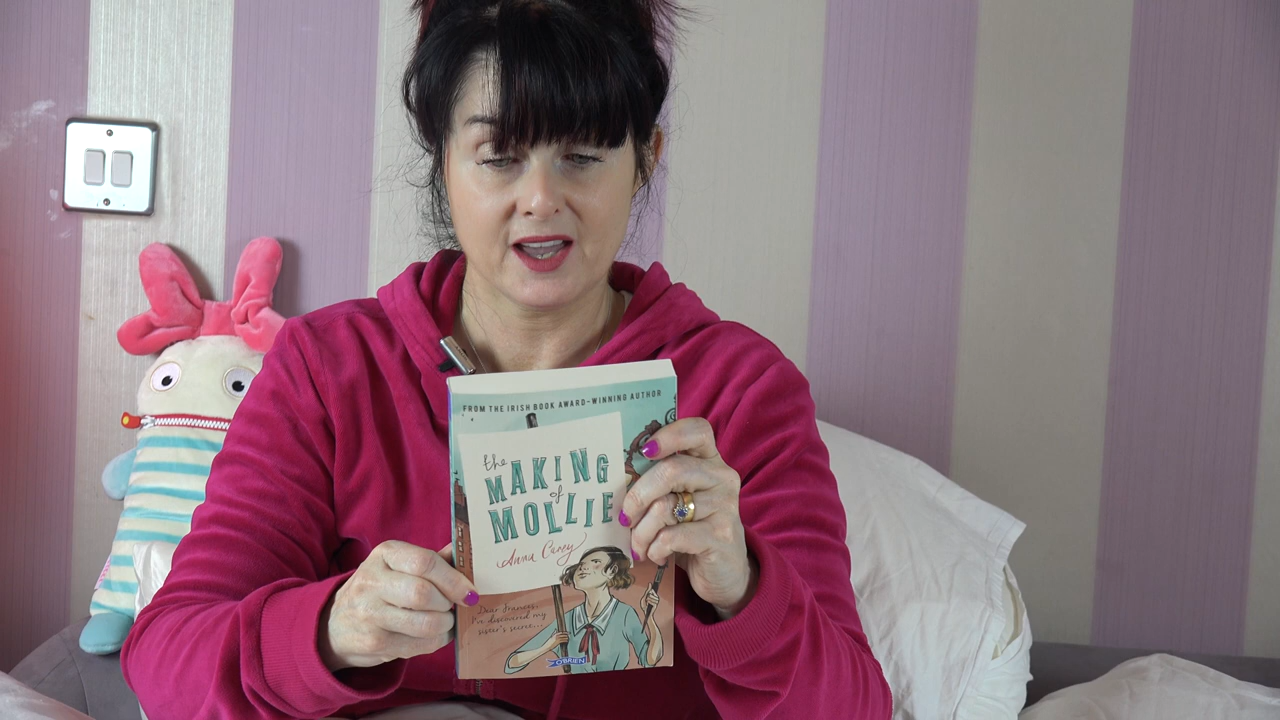 FROM THE IRISH BOOK AWARD-WINNING AUTHOR
the
MAKING
of
MOLLIE
Anna Carey
Dear Frances,
I've discovered my
sister's secret...
O'BRIEN